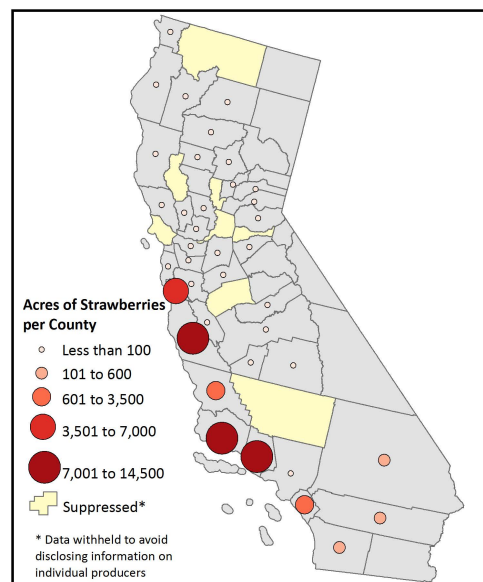 Acres of Strawberries
per County
Less than 100
101 to 600
601 to 3,500
3,501 to 7,000
7,001 to 14,500
Suppressed*
* Data withheld to avoid
disclosing information on
individual producers